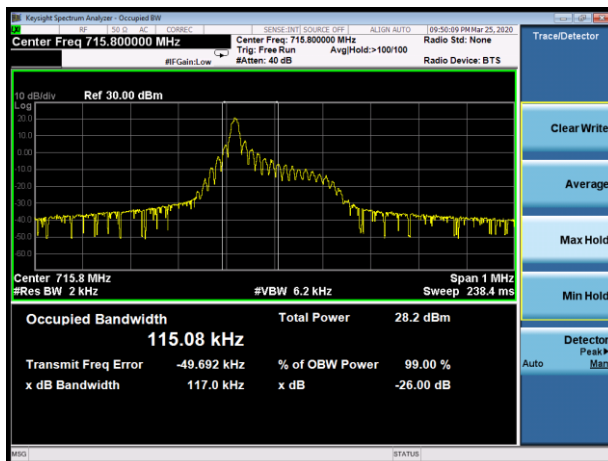 Keysight Spectrum Analyzer - Occupied BW
RF 50 Ω AC CORREC SENSE:INT SOURCE OFF ALIGN AUTO 09:50:09 PM Mar 25, 2020
Center Freq 715.800000 MHz Center Freq: 715.800000 MHz Radio Std: None
Trig: Free Run Avg|Hold:>100/100
#IFGain:Low #Atten: 40 dB Radio Device: BTS
Trace/Detector
10 dB/div Ref 30.00 dBm
Log
20.0
10.0
0.00
-10.0
-20.0
-30.0
-40.0
-50.0
-60.0
Center 715.8 MHz Span 1 MHz
#Res BW 2 kHz #VBW 6.2 kHz Sweep 238.4 ms
Occupied Bandwidth Total Power 28.2 dBm
115.08 kHz
Transmit Freq Error -49.692 kHz % of OBW Power 99.00 %
x dB Bandwidth 117.0 kHz x dB -26.00 dB
Clear Write
Average
Max Hold
Min Hold
Detector
Peak▶
Auto Man
MSG STATUS